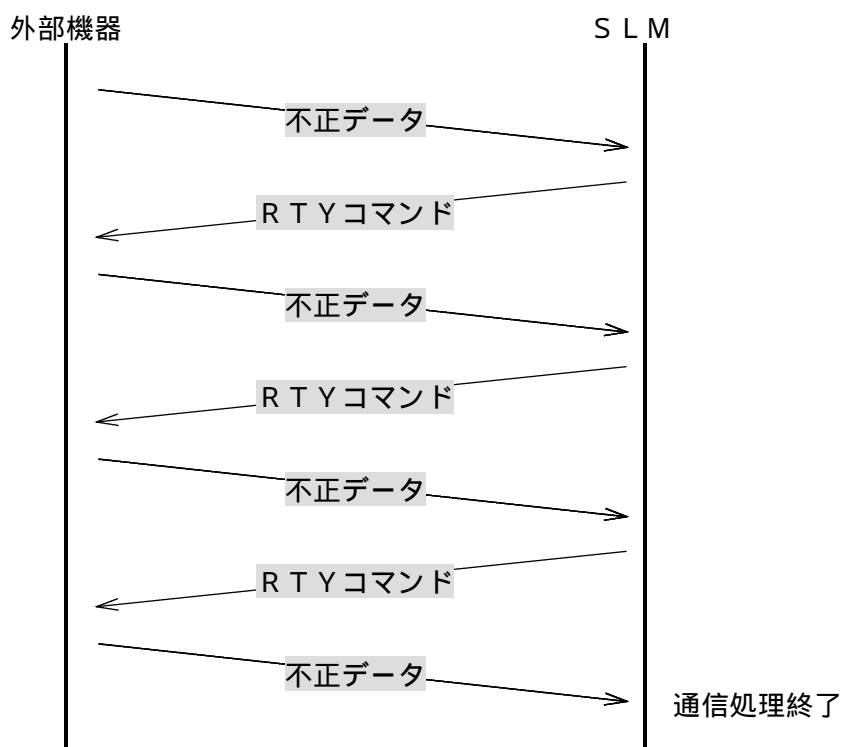 外部機器
ＳＬＭ
不正データ
ＲＴＹコマンド
不正データ
ＲＴＹコマンド
不正データ
ＲＴＹコマンド
不正データ
通信処理終了